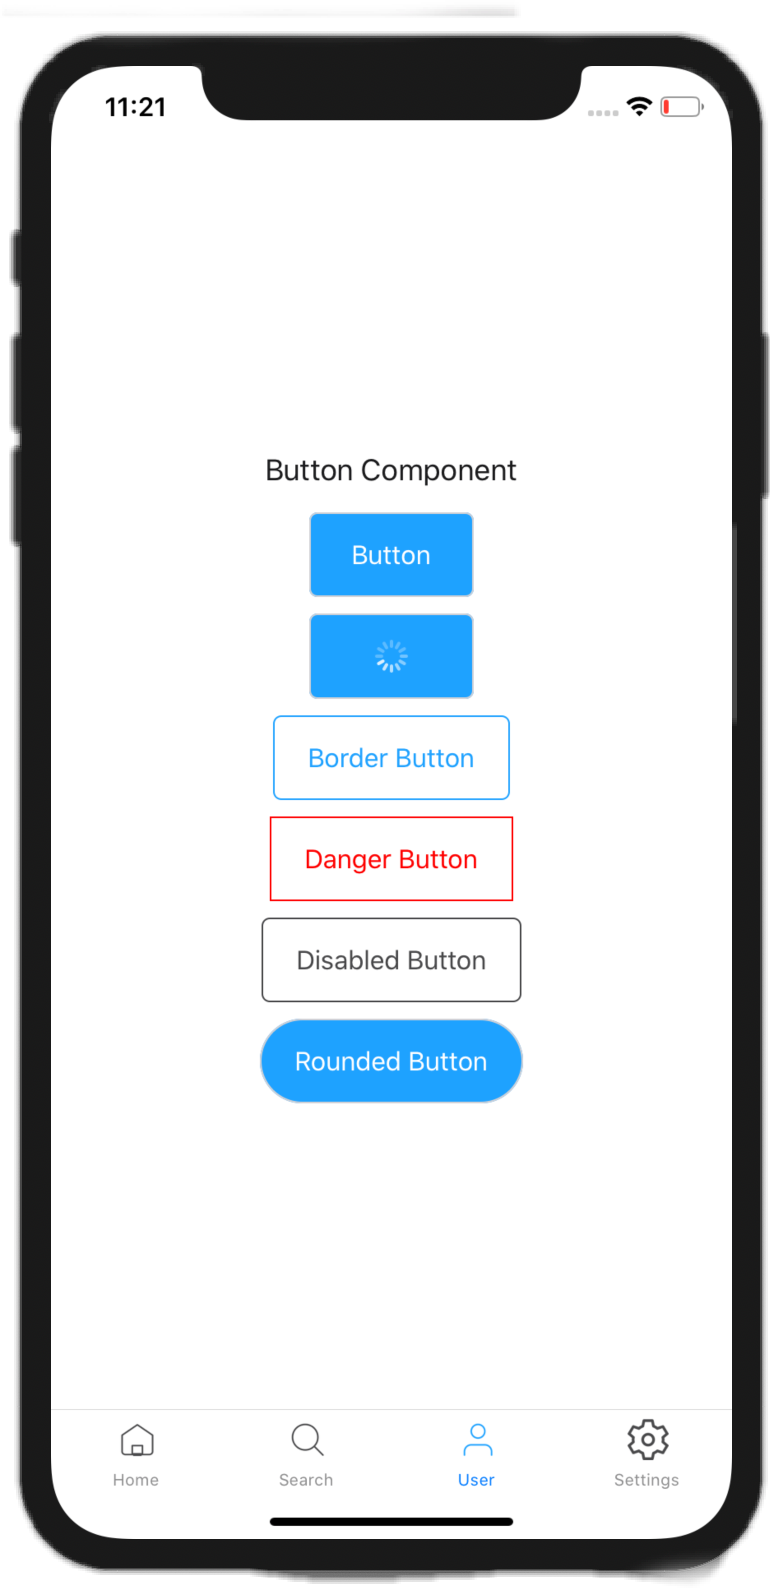 11:21
Button Component
Button
Border Button
Danger Button
Disabled Button
Rounded Button
Home
Search
User
Settings